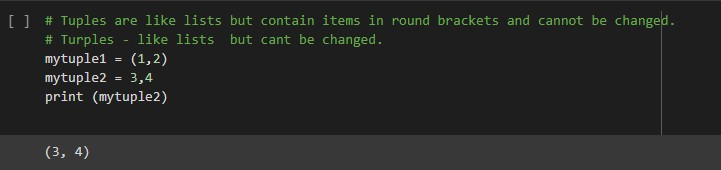 [ ] # Tuples are like lists but contain items in round brackets and cannot be changed.
# Turples - like lists  but cant be changed.
mytuple1 = (1,2)
mytuple2 = 3,4
print (mytuple2)
(3, 4)